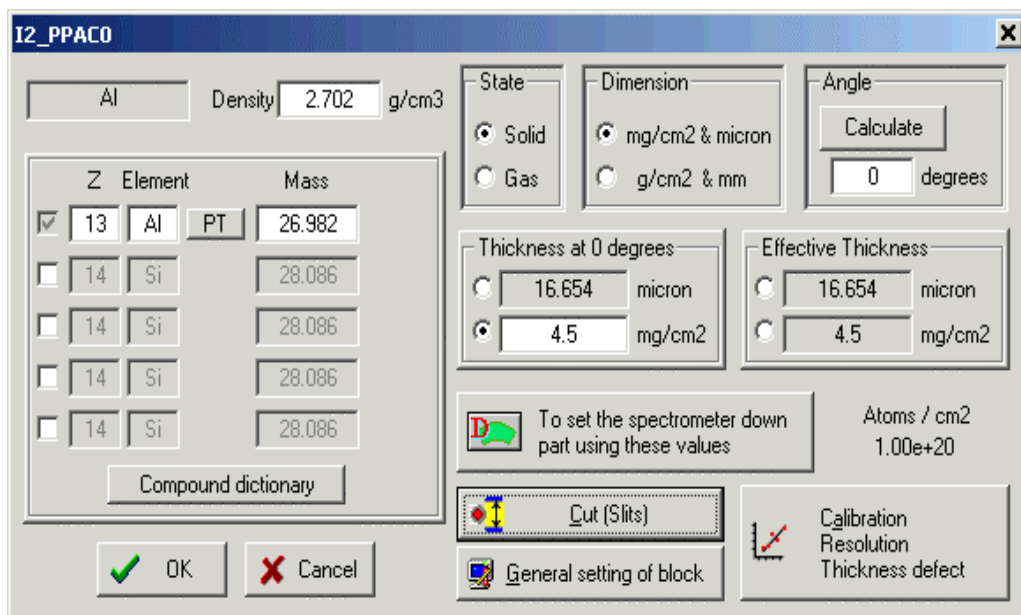 I2_PPAC0
Al Density 2.702 g/cm3
Z Element Mass
13 Al PT 26.982
14 Si 28.086
14 Si 28.086
14 Si 28.086
14 Si 28.086
Compound dictionary
OK Cancel
State
Solid
Gas
Dimension
mg/cm2 & micron
g/cm2 & mm
Angle
Calculate
0 degrees
Thickness at 0 degrees
16.654 micron
4.5 mg/cm2
Effective Thickness
16.654 micron
4.5 mg/cm2
D
To set the spectrometer down
part using these values
Atoms / cm2
1.00e+20
Cut (Slits)
General setting of block
Calibration
Resolution
Thickness defect